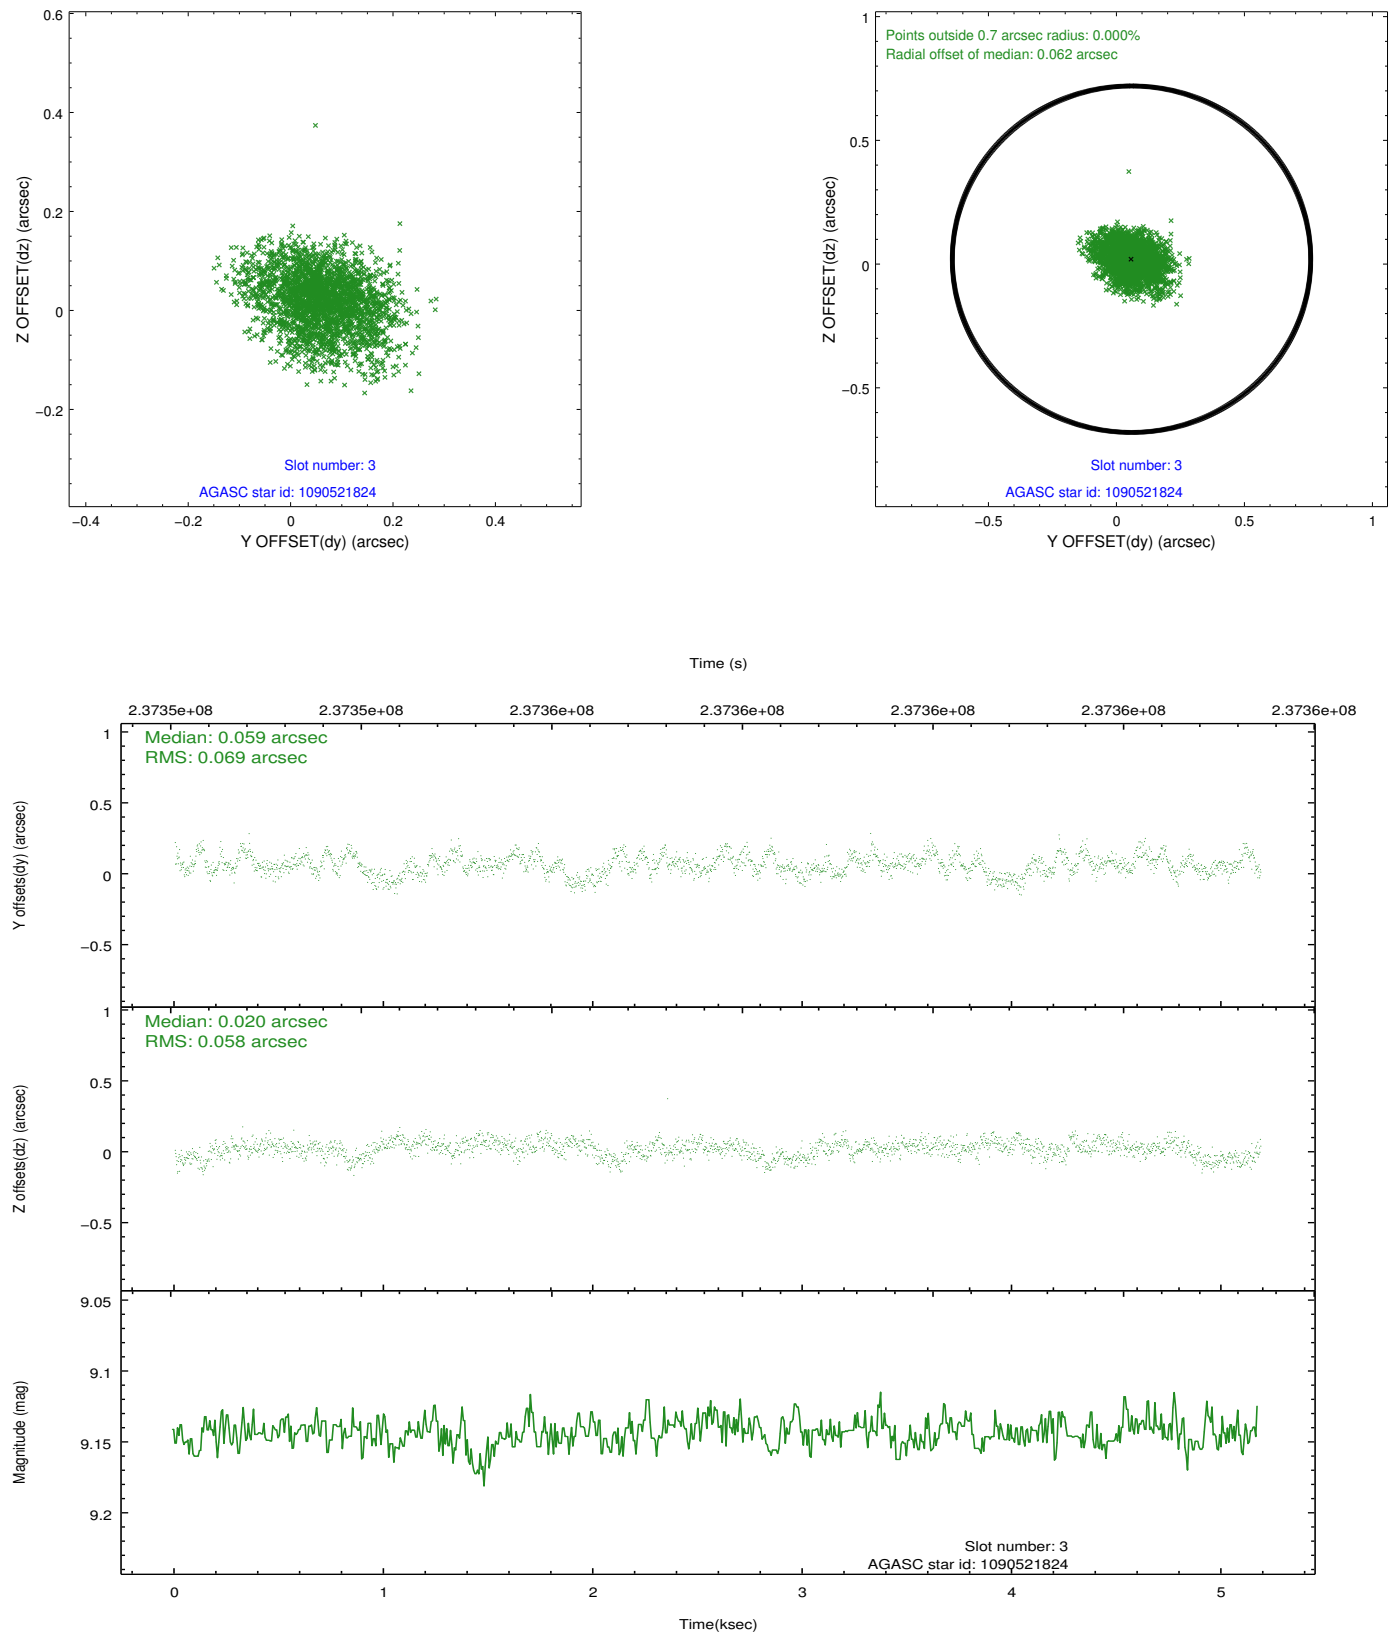 0.6
0.4
0.2
0
−0.2
−0.4
−0.2
0
0.2
0.4
Z OFFSET(dz) (arcsec)
Y OFFSET(dy) (arcsec)
Slot number: 3
AGASC star id: 1090521824
1
0.5
0
−0.5
−0.5
0
0.5
1
Z OFFSET(dz) (arcsec)
Y OFFSET(dy) (arcsec)
Points outside 0.7 arcsec radius: 0.000%
Radial offset of median: 0.062 arcsec
Slot number: 3
AGASC star id: 1090521824
Time (s)
2.3735e+08 2.3735e+08 2.3736e+08 2.3736e+08 2.3736e+08 2.3736e+08 2.3736e+08
Median: 0.059 arcsec
RMS: 0.069 arcsec
1
0.5
0
−0.5
Y offsets(dy) (arcsec)
Median: 0.020 arcsec
RMS: 0.058 arcsec
1
0.5
0
−0.5
Z offsets(dz) (arcsec)
9.05
9.1
9.15
9.2
Magnitude (mag)
Slot number: 3
AGASC star id: 1090521824
0 1 2 3 4 5
Time(ksec)